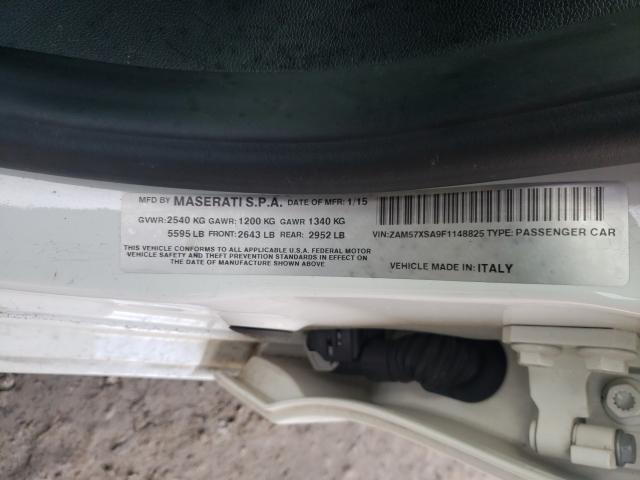 MFD BY MASERATI S.P.A. DATE OF MFR: 1/15
GVWR: 2540 KG GAWR: 1200 KG GAWR 1340 KG
5595 LB FRONT: 2643 LB REAR: 2952 LB
THIS VEHICLE CONFORMS TO ALL APPLICABLE U.S.A. FEDERAL MOTOR
VEHICLE SAFETY AND THEFT PREVENTION STANDARDS IN EFFECT ON
THE DATE OF MANUFACTURE SHOWN ABOVE
VIN: ZAM57XSA9F1148825 TYPE: PASSENGER CAR
VEHICLE MADE IN: ITALY